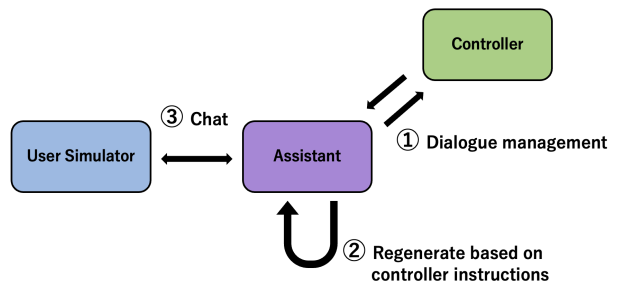 Controller
③ Chat
① Dialogue management
User Simulator
Assistant
② Regenerate based on
controller instructions